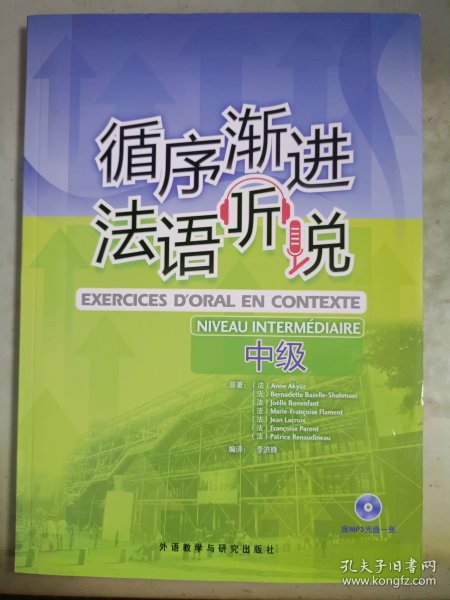 循序渐进
法语听说
EXERCICES D'ORAL EN CONTEXTE
NIVEAU INTERMÉDIAIRE
中级
原著：（法）Anne Akyüz
（法）Bernadette Bazelle-Shahmaei
（法）Joëlle Bonenfant
（法）Marie-Françoise Flament
（法）Jean Lacroix
（法）Françoise Parent
（法）Patrice Renaudineau
编译： 李洪峰
含MP3光盘一张
外语教学与研究出版社
孔夫子旧书网
www.kongfz.com